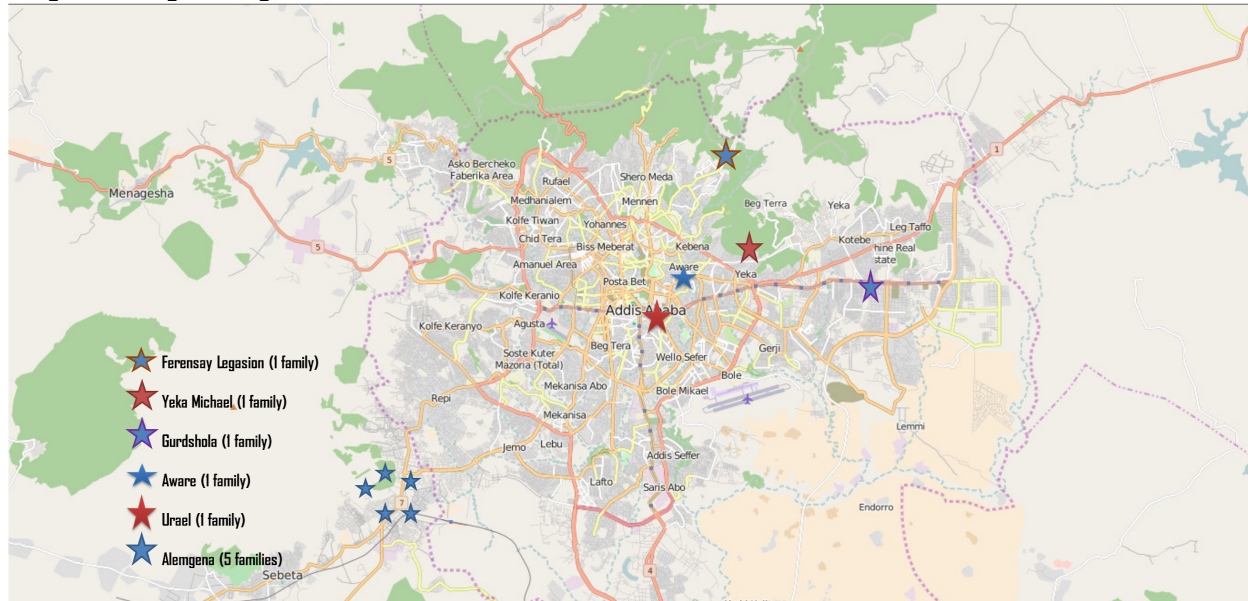 Menagesha
5
5
1
Asko Bercheko
Faberika Area
Rufael
Shero Meda
Medhanialem
Mennen
Beg Terra
Yeka
Kolfe Tiwan
Yohannes
Leg Taffo
Chid Tera
Biss Meberat
Kebena
Kotebe
hine Real
state
Amanuel Area
Aware
Posta Bet
Yeka
Kolfe Keranio
Addis Ababa
Kolfe Keranyo
Agusta
Beg Tera
Gerji
Soste Kuter
Mazoria (Total)
Wello Sefer
Bole
Mekanisa Abo
Bole Mikael
Repi
Mekanisa
Lemmi
Jemo
Lebu
Addis Seffer
Lafto
Saris Abo
Endorro
7
4
Sebeta
Ferensay Legasion (1 family)
Yeka Michael (1 family)
Gurdshola (1 family)
Aware (1 family)
Urael (1 family)
Alemgena (5 families)